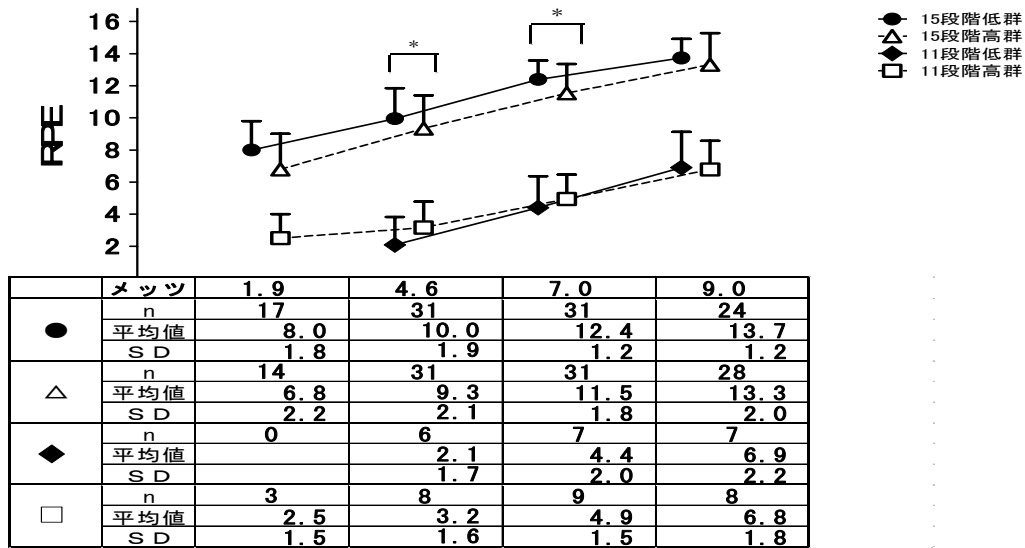 16
14
12
10
8
6
4
2
RPE
*
*
15段階低群
15段階高群
11段階低群
11段階高群
メッツ 1.9 4.6 7.0 9.0
● n 17 31 31 24
平均値 8.0 10.0 12.4 13.7
SD 1.8 1.9 1.2 1.2
△ n 14 31 31 28
平均値 6.8 9.3 11.5 13.3
SD 2.2 2.1 1.8 2.0
◆ n 0 6 7 7
平均値 2.1 4.4 6.9
SD 1.7 2.0 2.2
□ n 3 8 9 8
平均値 2.5 3.2 4.9 6.8
SD 1.5 1.6 1.5 1.8